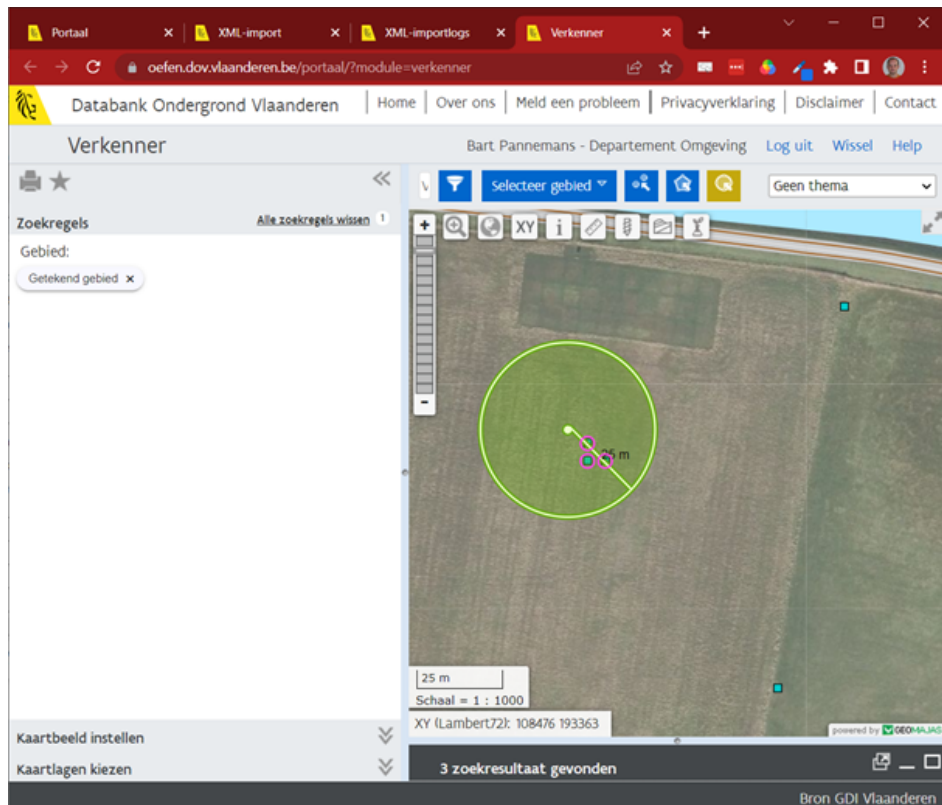 Portaal
XML-import
XML-importlogs
Verkenner
oefen.dov.vlaanderen.be/portaal/?module=verkenner
Databank Ondergrond Vlaanderen
Home
Over ons
Meld een probleem
Privacyverklaring
Disclaimer
Contact
Verkenner
Bart Pannemans - Departement Omgeving
Log uit
Wissel
Help
Selecteer gebied
Geen thema
Zoekregels
Alle zoekregels wissen
1
XY
i
Gebied:
Getekend gebied x
25 m
25 m
Schaal = 1 : 1000
XY (Lambert72): 108476 193363
powered by GEOMAJAS
Kaartbeeld instellen
Kaartlagen kiezen
3 zoekresultaat gevonden
Bron GDI Vlaanderen